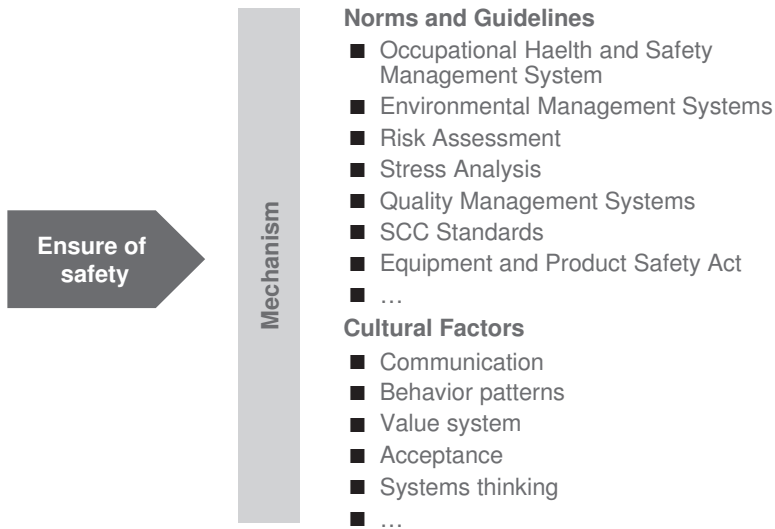 Ensure of
safety
Mechanism
Norms and Guidelines
■ Occupational Haelth and Safety
Management System
■ Environmental Management Systems
■ Risk Assessment
■ Stress Analysis
■ Quality Management Systems
■ SCC Standards
■ Equipment and Product Safety Act
■ …
Cultural Factors
■ Communication
■ Behavior patterns
■ Value system
■ Acceptance
■ Systems thinking
■ …